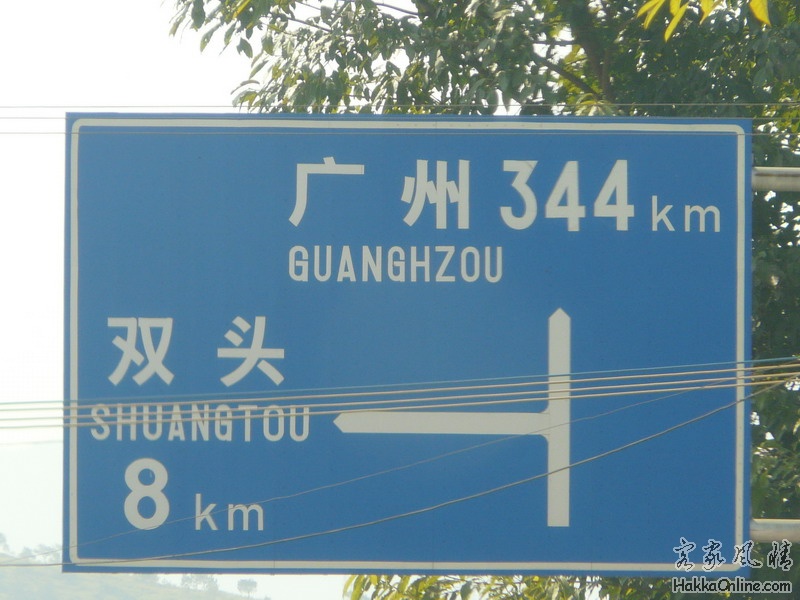 广州 344 km
GUANGHZOU
双头
SHUANGTOU
8 km
客家风情
HakkaOnline.com